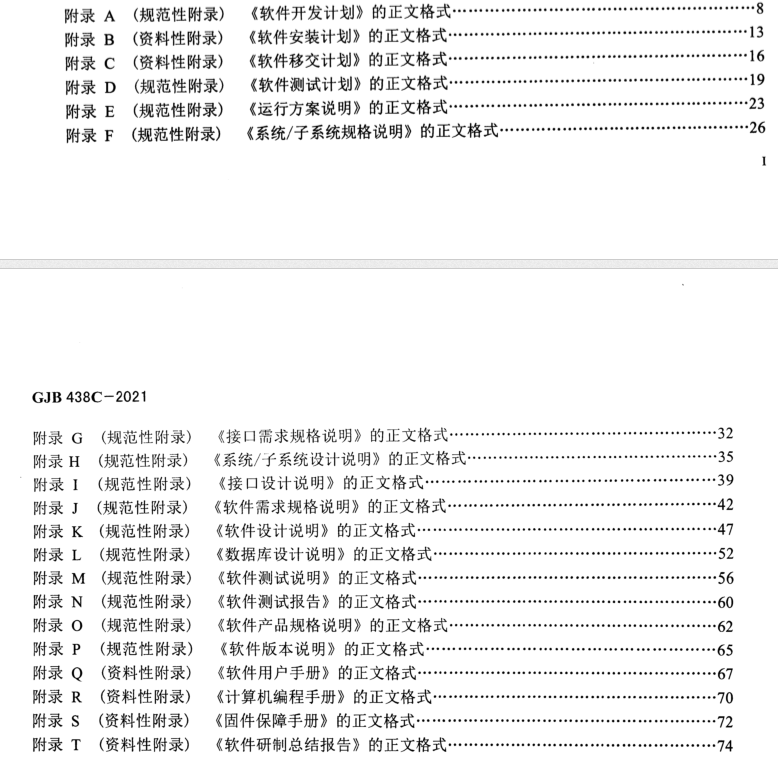 附录 A （规范性附录） 《软件开发计划》的正文格式…………………………………………8
附录 B （资料性附录） 《软件安装计划》的正文格式…………………………………………13
附录 C （资料性附录） 《软件移交计划》的正文格式…………………………………………16
附录 D （规范性附录） 《软件测试计划》的正文格式…………………………………………19
附录 E （规范性附录） 《运行方案说明》的正文格式…………………………………………23
附录 F （规范性附录） 《系统/子系统规格说明》的正文格式…………………………………26
I
GJB 438C—2021
附录 G （规范性附录） 《接口需求规格说明》的正文格式……………………………………32
附录 H （规范性附录） 《系统/子系统设计说明》的正文格式…………………………………35
附录 I （规范性附录） 《接口设计说明》的正文格式…………………………………………39
附录 J （规范性附录） 《软件需求规格说明》的正文格式……………………………………42
附录 K （规范性附录） 《软件设计说明》的正文格式…………………………………………47
附录 L （规范性附录） 《数据库设计说明》的正文格式………………………………………52
附录 M （规范性附录） 《软件测试说明》的正文格式…………………………………………56
附录 N （规范性附录） 《软件测试报告》的正文格式…………………………………………60
附录 O （规范性附录） 《软件产品规格说明》的正文格式……………………………………62
附录 P （规范性附录） 《软件版本说明》的正文格式…………………………………………65
附录 Q （资料性附录） 《软件用户手册》的正文格式…………………………………………67
附录 R （资料性附录） 《计算机编程手册》的正文格式………………………………………70
附录 S （资料性附录） 《固件保障手册》的正文格式…………………………………………72
附录 T （资料性附录） 《软件研制总结报告》的正文格式……………………………………74